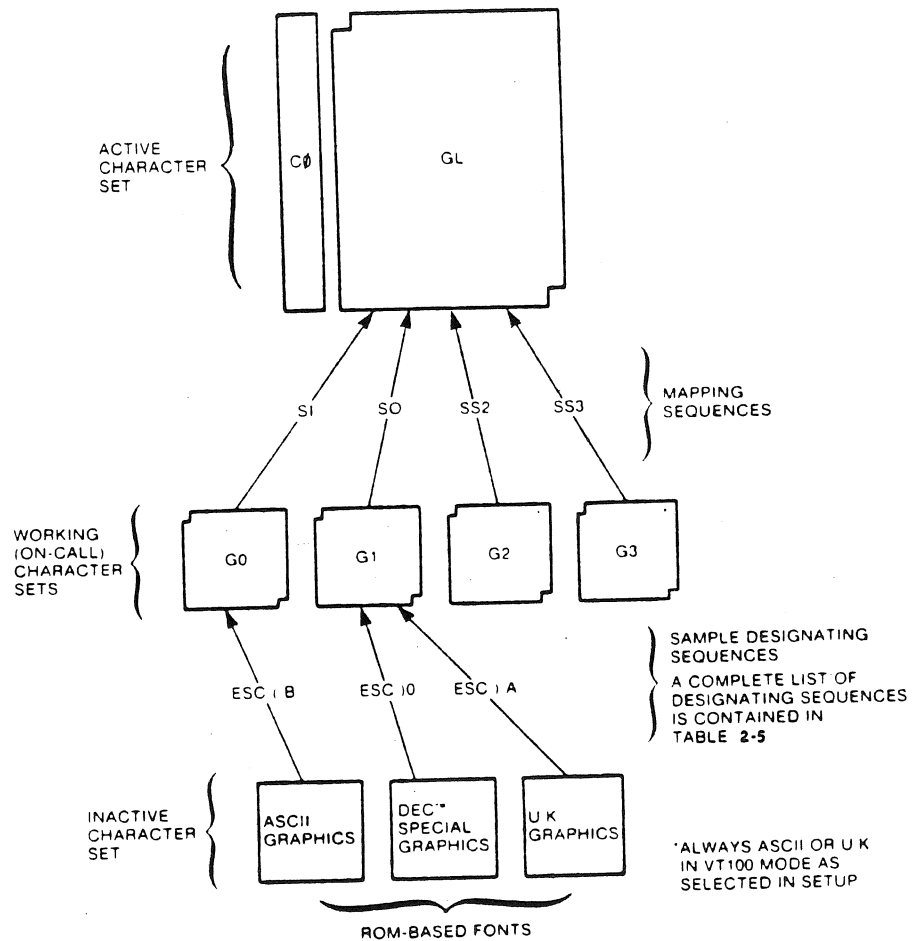 ACTIVE
CHARACTER
SET
C0
GL
SI
SO
SS2
SS3
MAPPING
SEQUENCES
WORKING
(ON-CALL)
CHARACTER
SETS
G0
G1
G2
G3
SAMPLE DESIGNATING
SEQUENCES
A COMPLETE LIST OF
DESIGNATING SEQUENCES
IS CONTAINED IN
TABLE 2-5
ESC ( B
ESC )0
ESC ) A
INACTIVE
CHARACTER
SET
ASCII
GRAPHICS
DEC
SPECIAL
GRAPHICS
U K
GRAPHICS
*ALWAYS ASCII OR U K
IN VT100 MODE AS
SELECTED IN SETUP
ROM-BASED FONTS